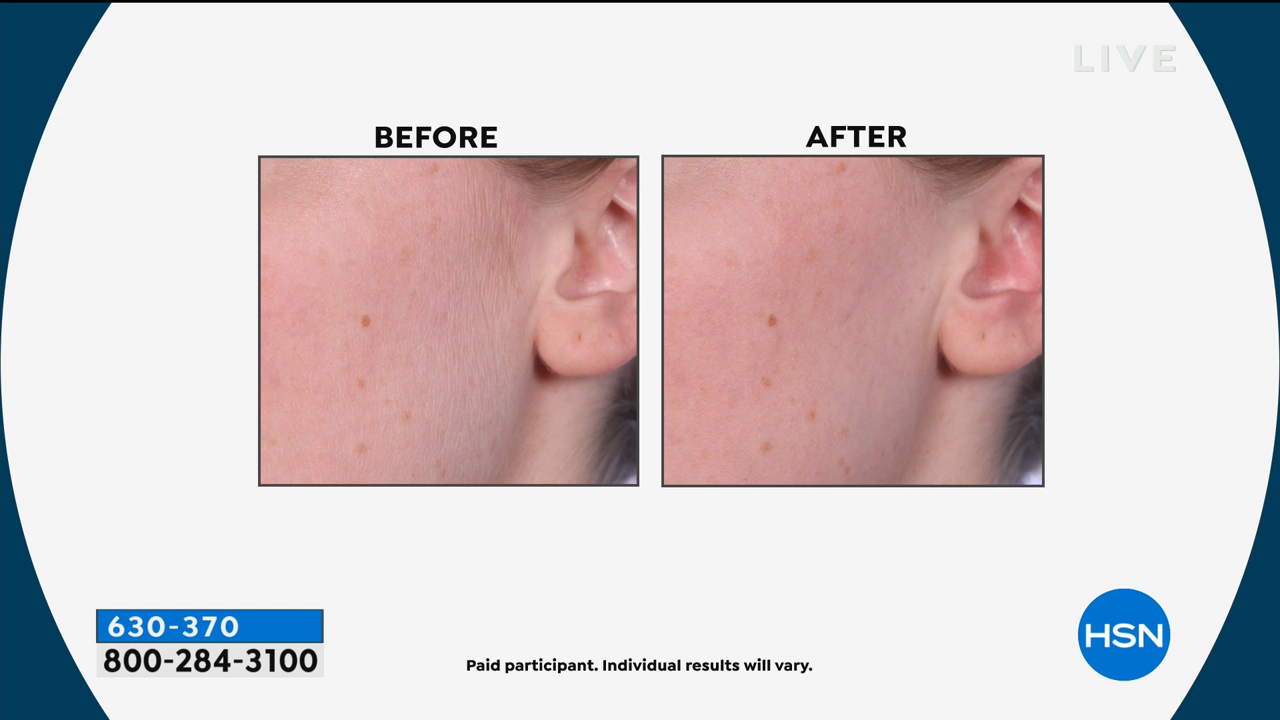 LIVE
BEFORE
AFTER
630-370
800-284-3100
Paid participant. Individual results will vary.
HSN